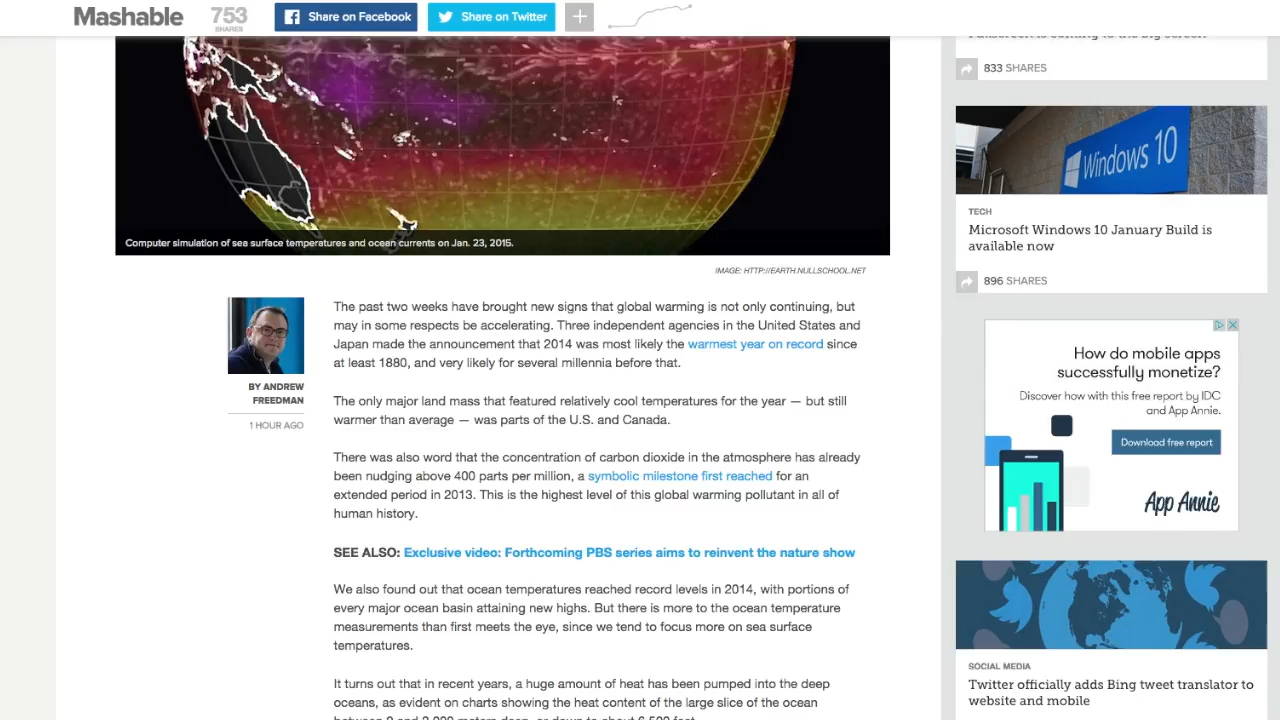 Mashable
753
SHARES
Share on Facebook
Share on Twitter
833 SHARES
Computer simulation of sea surface temperatures and ocean currents on Jan. 23, 2015.
IMAGE: HTTP://EARTH.NULLSCHOOL.NET
BY ANDREW
FREEDMAN
1 HOUR AGO
The past two weeks have brought new signs that global warming is not only continuing, but
may in some respects be accelerating. Three independent agencies in the United States and
Japan made the announcement that 2014 was most likely the warmest year on record since
at least 1880, and very likely for several millennia before that.
The only major land mass that featured relatively cool temperatures for the year — but still
warmer than average — was parts of the U.S. and Canada.
There was also word that the concentration of carbon dioxide in the atmosphere has already
been nudging above 400 parts per million, a symbolic milestone first reached for an
extended period in 2013. This is the highest level of this global warming pollutant in all of
human history.
SEE ALSO: Exclusive video: Forthcoming PBS series aims to reinvent the nature show
We also found out that ocean temperatures reached record levels in 2014, with portions of
every major ocean basin attaining new highs. But there is more to the ocean temperature
measurements than first meets the eye, since we tend to focus more on sea surface
temperatures.
It turns out that in recent years, a huge amount of heat has been pumped into the deep
oceans, as evident on charts showing the heat content of the large slice of the ocean
Windows 10
TECH
Microsoft Windows 10 January Build is
available now
896 SHARES
How do mobile apps
successfully monetize?
Discover how with this free report by IDC
and App Annie.
Download free report
App Annie
SOCIAL MEDIA
Twitter officially adds Bing tweet translator to
website and mobile